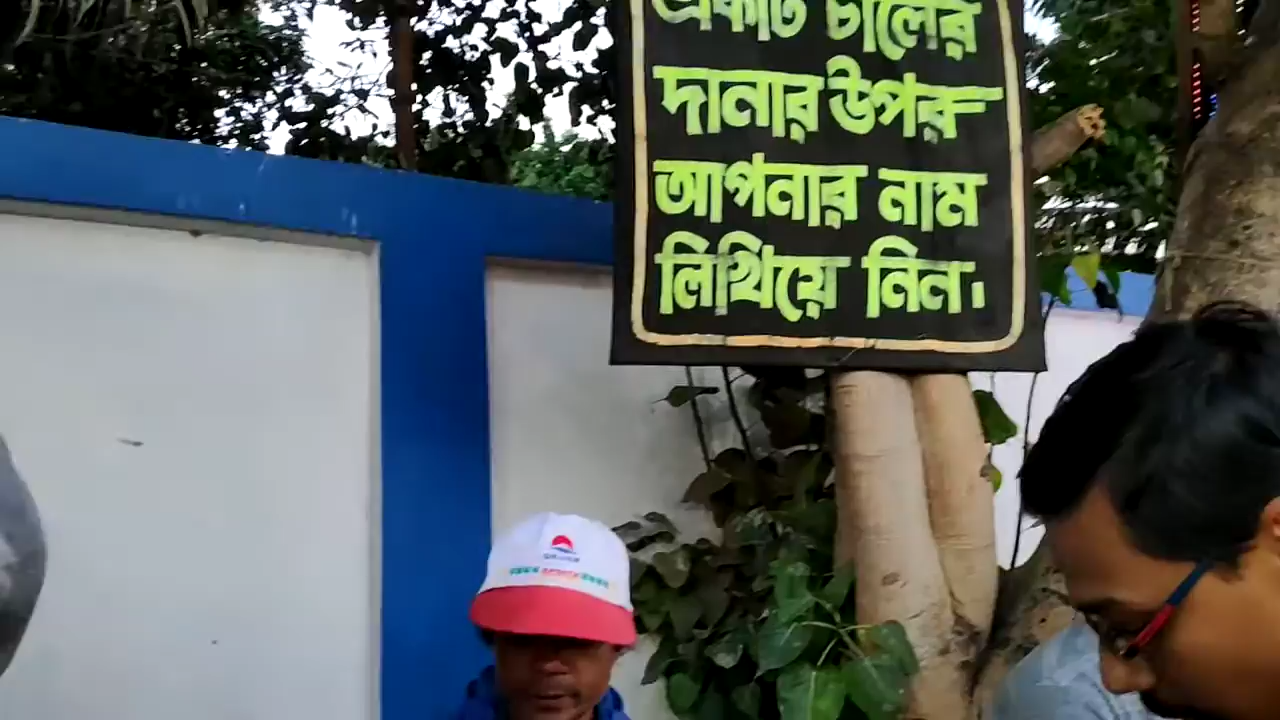 একটি চালের
দানার উপর
আপনার নাম
লিখিয়ে নিন।